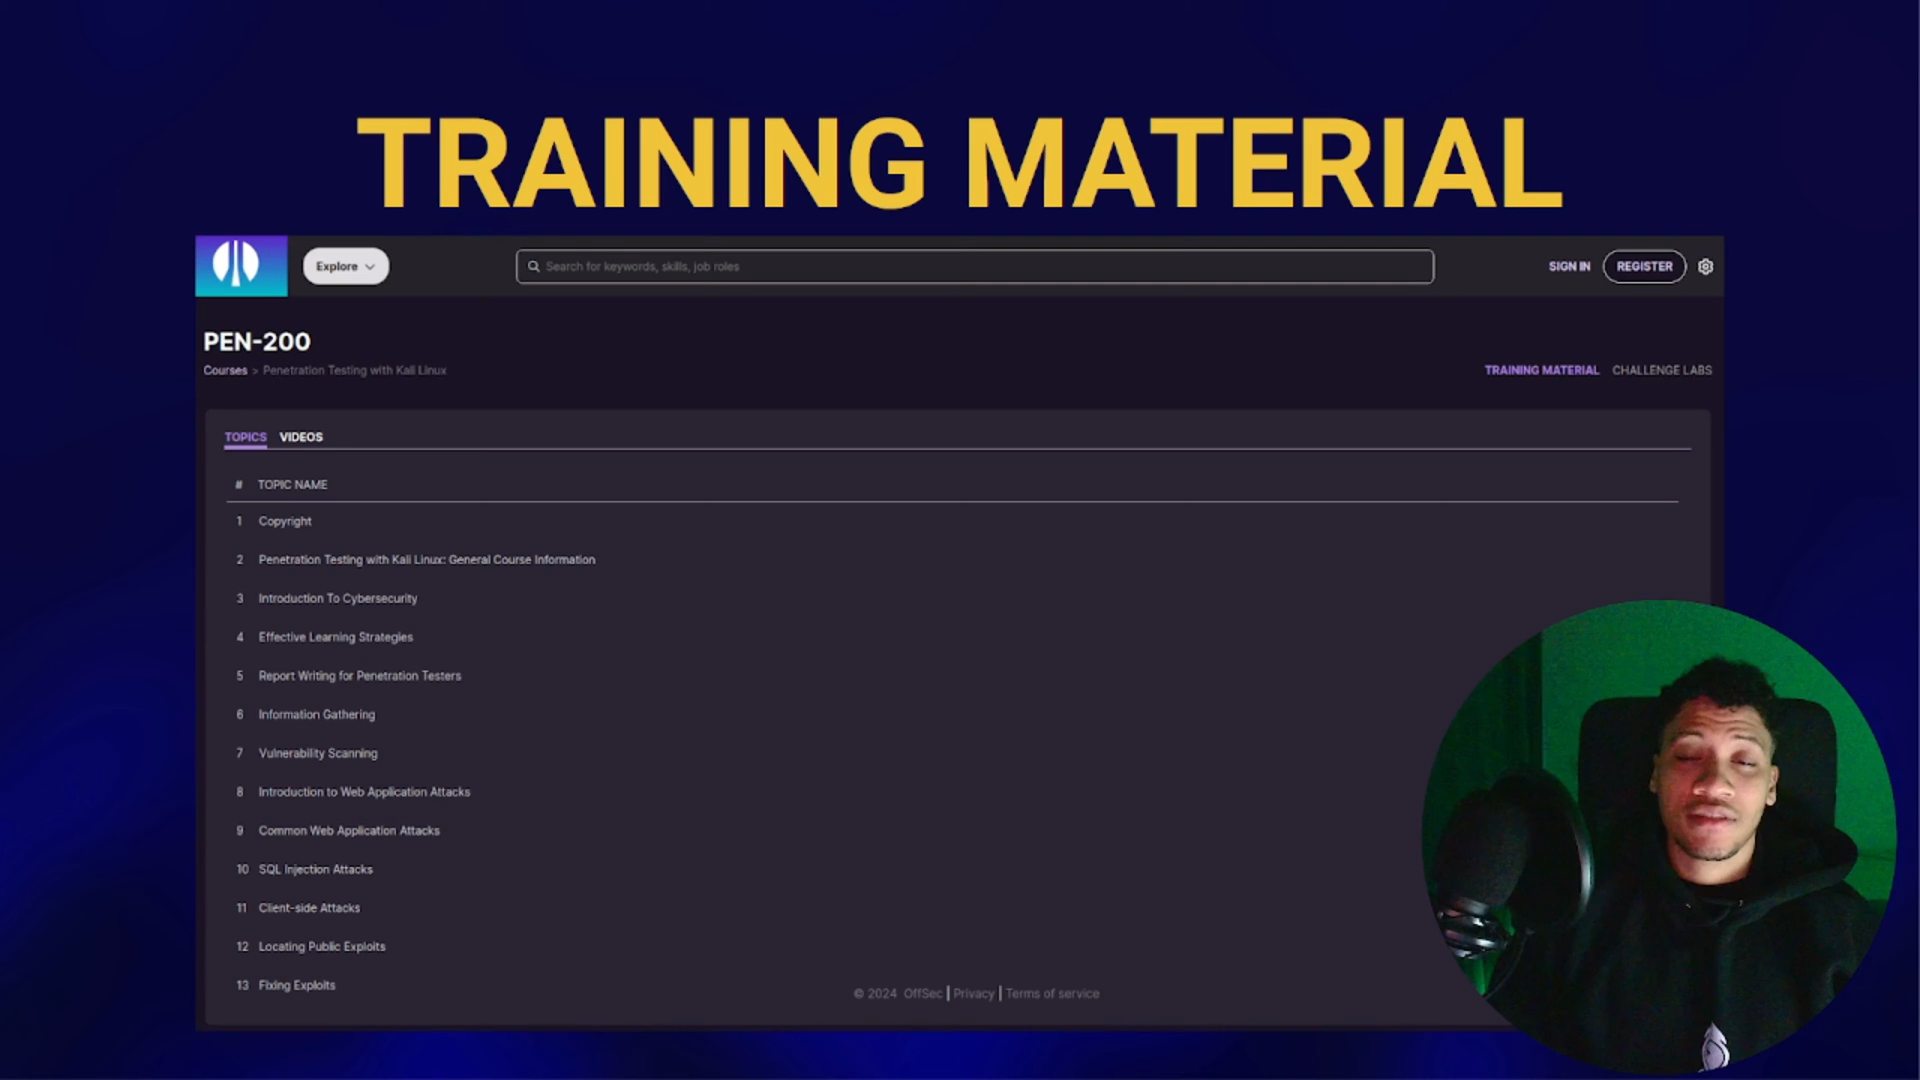 TRAINING MATERIAL
Explore
Search for keywords, skills, job roles
SIGN IN
REGISTER
PEN-200
Courses > Penetration Testing with Kali Linux
TRAINING MATERIAL CHALLENGE LABS
TOPICS VIDEOS
# TOPIC NAME
1 Copyright
2 Penetration Testing with Kali Linux: General Course Information
3 Introduction To Cybersecurity
4 Effective Learning Strategies
5 Report Writing for Penetration Testers
6 Information Gathering
7 Vulnerability Scanning
8 Introduction to Web Application Attacks
9 Common Web Application Attacks
10 SQL Injection Attacks
11 Client-side Attacks
12 Locating Public Exploits
13 Fixing Exploits
© 2024 OffSec | Privacy | Terms of service